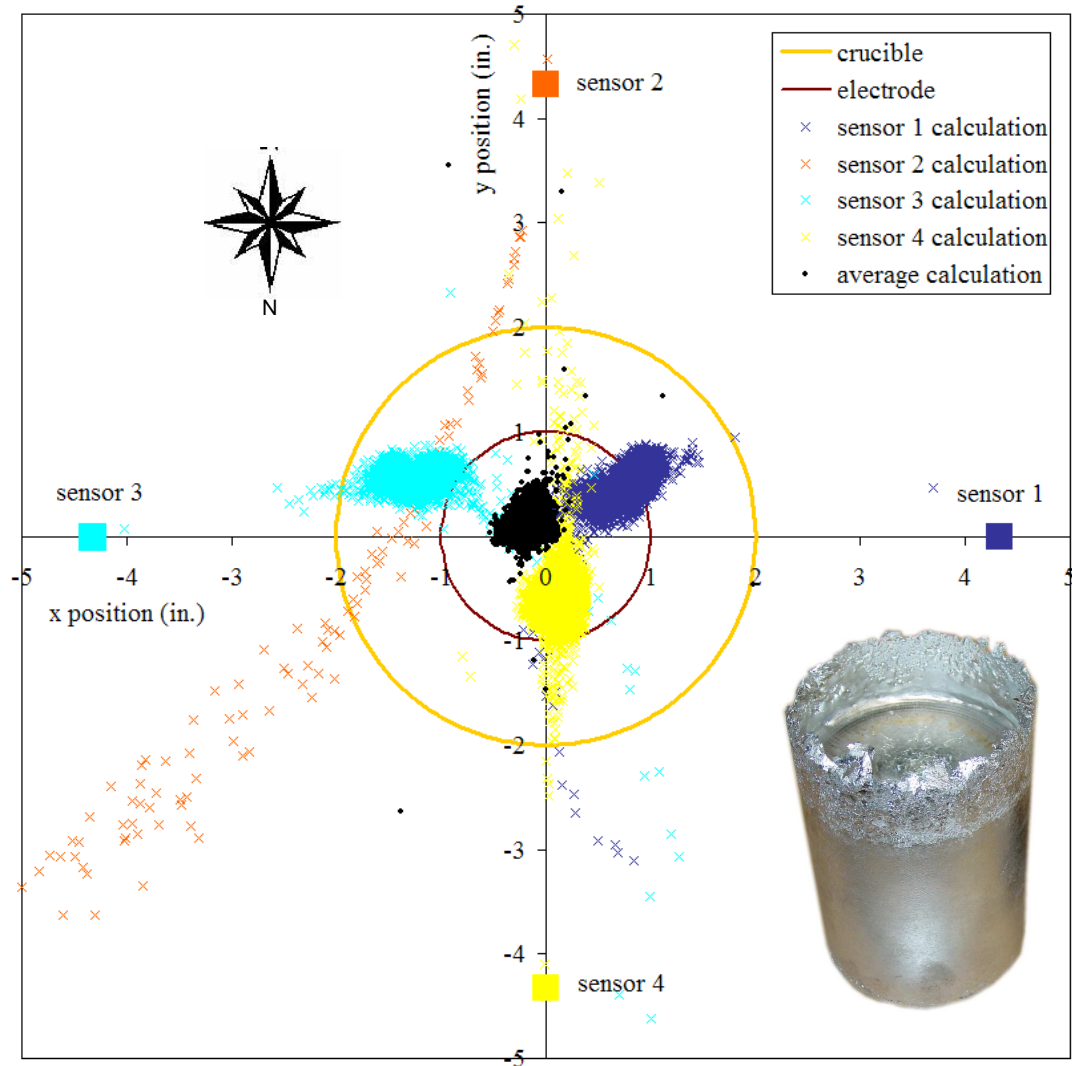 5
y position (in.)
sensor 2
crucible
electrode
sensor 1 calculation
sensor 2 calculation
sensor 3 calculation
sensor 4 calculation
average calculation
4
3
N
2
1
sensor 3
sensor 1
-5 -4 -3 -2 -1 0 1 2 3 4 5
x position (in.)
-1
-2
-3
-4
sensor 4
-5